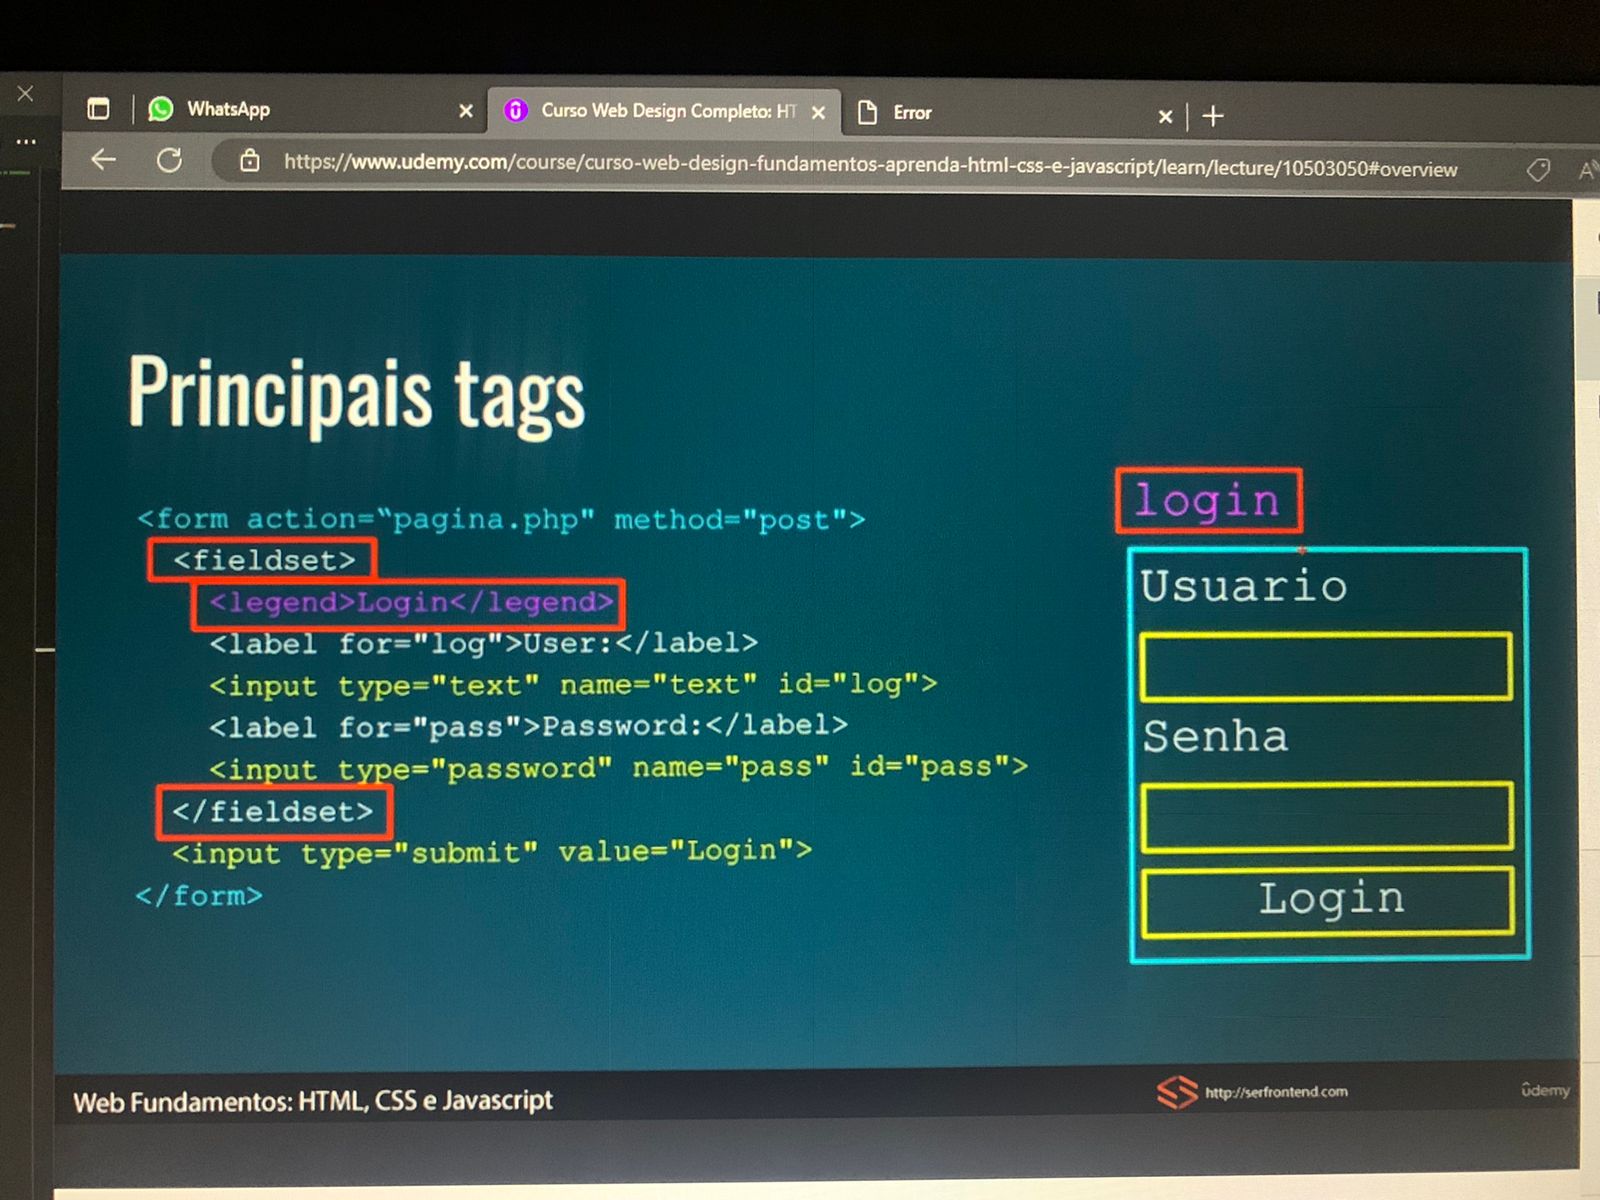 WhatsApp
Curso Web Design Completo: HT
Error
https://www.udemy.com/course/curso-web-design-fundamentos-aprenda-html-css-e-javascript/learn/lecture/10503050#overview
Principais tags
<form action=“pagina.php" method="post">
<fieldset>
<legend>Login</legend>
<label for="log">User:</label>
<input type="text" name="text" id="log">
<label for="pass">Password:</label>
<input type="password" name="pass" id="pass">
</fieldset>
<input type="submit" value="Login">
</form>
login
Usuario
Senha
Login
Web Fundamentos: HTML, CSS e Javascript
http://serfrontend.com
ûdemy